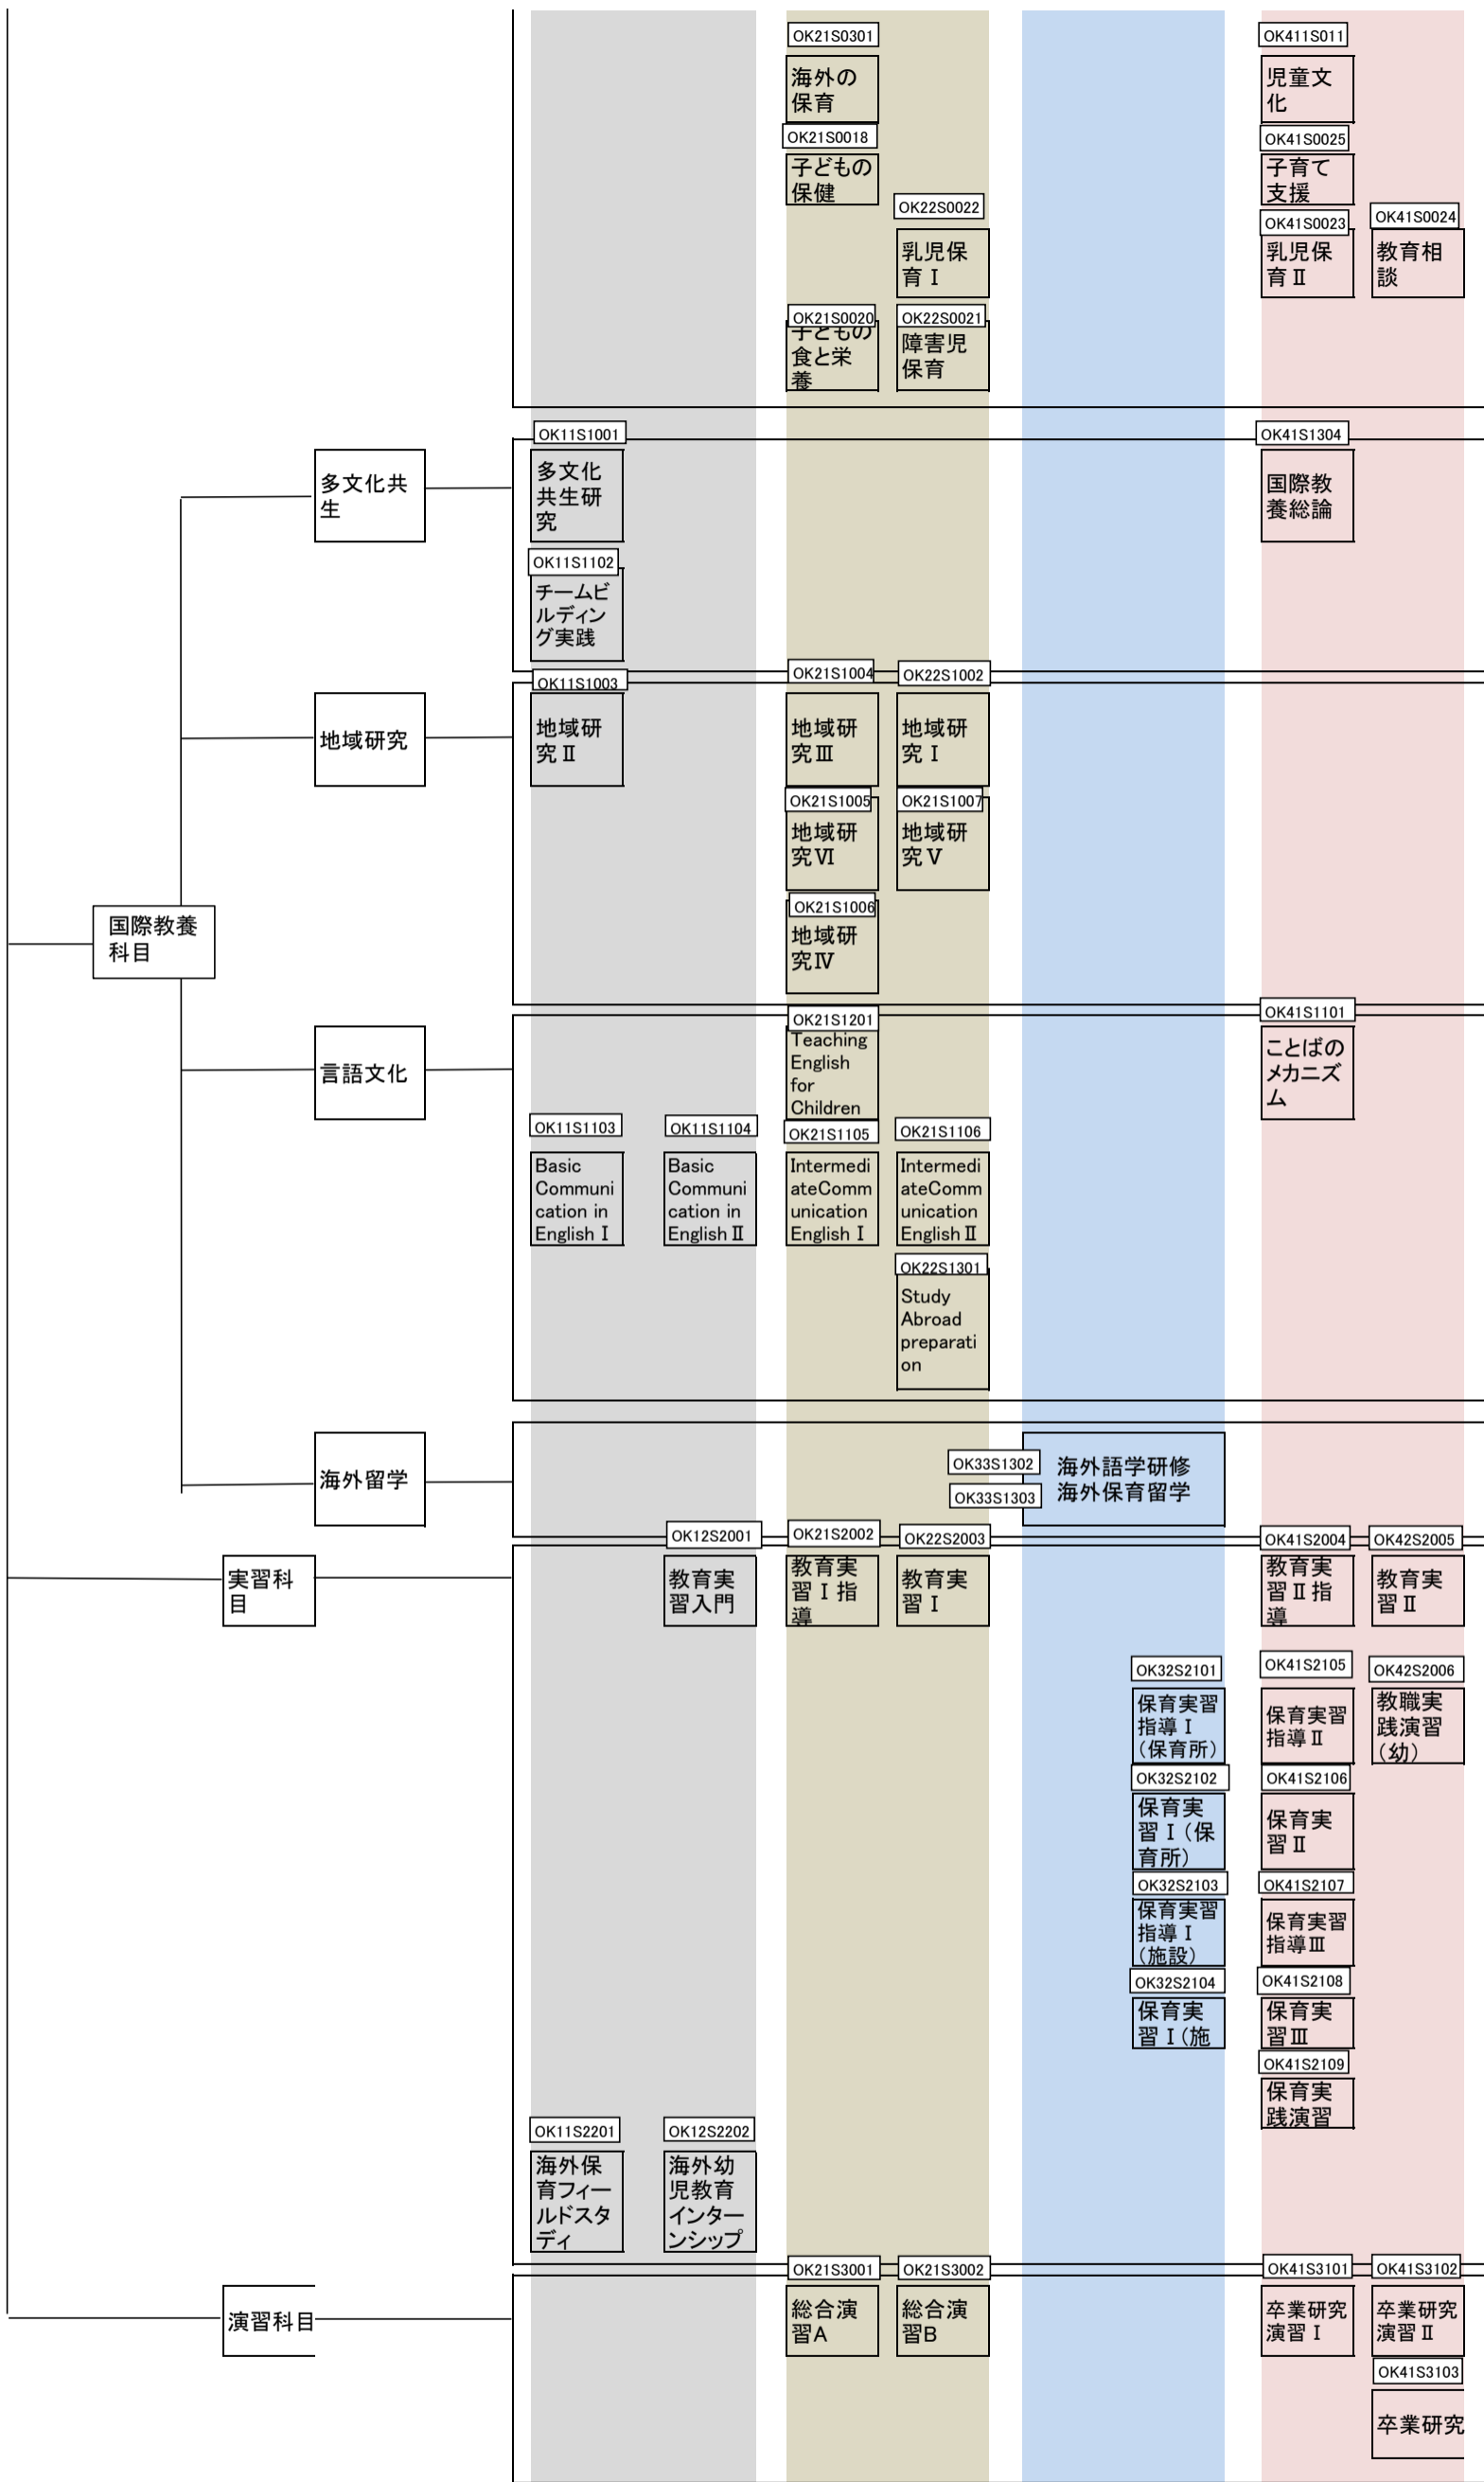 OK21S0301
OK411S011
海外の
保育
児童文
化
OK21S0018
OK41S0025
子どもの
保健
子育て
支援
OK22S0022
OK41S0023
OK41S0024
乳児保
育Ⅰ
乳児保
育Ⅱ
教育相
談
OK21S0020
OK22S0021
子どもの
食と栄
養
障害児
保育
OK11S1001
OK41S1304
多文化共
生
多文化
共生研
究
国際教
養総論
OK11S1102
チームビ
ルディン
グ実践
OK11S1003
OK21S1004
OK22S1002
地域研究
地域研
究Ⅱ
地域研
究Ⅲ
地域研
究Ⅰ
OK21S1005
OK21S1007
地域研
究Ⅵ
地域研
究Ⅴ
OK21S1006
地域研
究Ⅳ
国際教養
科目
OK21S1201
OK41S1101
言語文化
Teaching
English
for
Children
ことばの
メカニズ
ム
OK11S1103
OK11S1104
OK21S1105
OK21S1106
Basic
Communi
cation in
English Ⅰ
Basic
Communi
cation in
English Ⅱ
Intermedi
ateComm
unication
English Ⅰ
Intermedi
ateComm
unication
English Ⅱ
OK22S1301
Study
Abroad
preparati
on
海外留学
OK33S1302
OK33S1303
海外語学研修
海外保育留学
OK12S2001
OK21S2002
OK22S2003
OK41S2004
OK42S2005
実習科
目
教育実
習入門
教育実
習Ⅰ指
導
教育実
習Ⅰ
教育実
習Ⅱ指
導
教育実
習Ⅱ
OK32S2101
OK41S2105
OK42S2006
保育実習
指導Ⅰ
(保育所)
保育実習
指導Ⅱ
教職実
践演習
(幼)
OK32S2102
OK41S2106
保育実
習Ⅰ(保
育所)
保育実
習Ⅱ
OK32S2103
OK41S2107
保育実習
指導Ⅰ
(施設)
保育実習
指導Ⅲ
OK32S2104
OK41S2108
保育実
習Ⅰ(施
保育実
習Ⅲ
OK41S2109
保育実
践演習
OK11S2201
OK12S2202
海外保
育フィー
ルドスタ
ディ
海外幼
児教育
インター
ンシップ
OK21S3001
OK21S3002
OK41S3101
OK41S3102
演習科目
総合演
習A
総合演
習B
卒業研究
演習Ⅰ
卒業研究
演習Ⅱ
OK41S3103
卒業研究